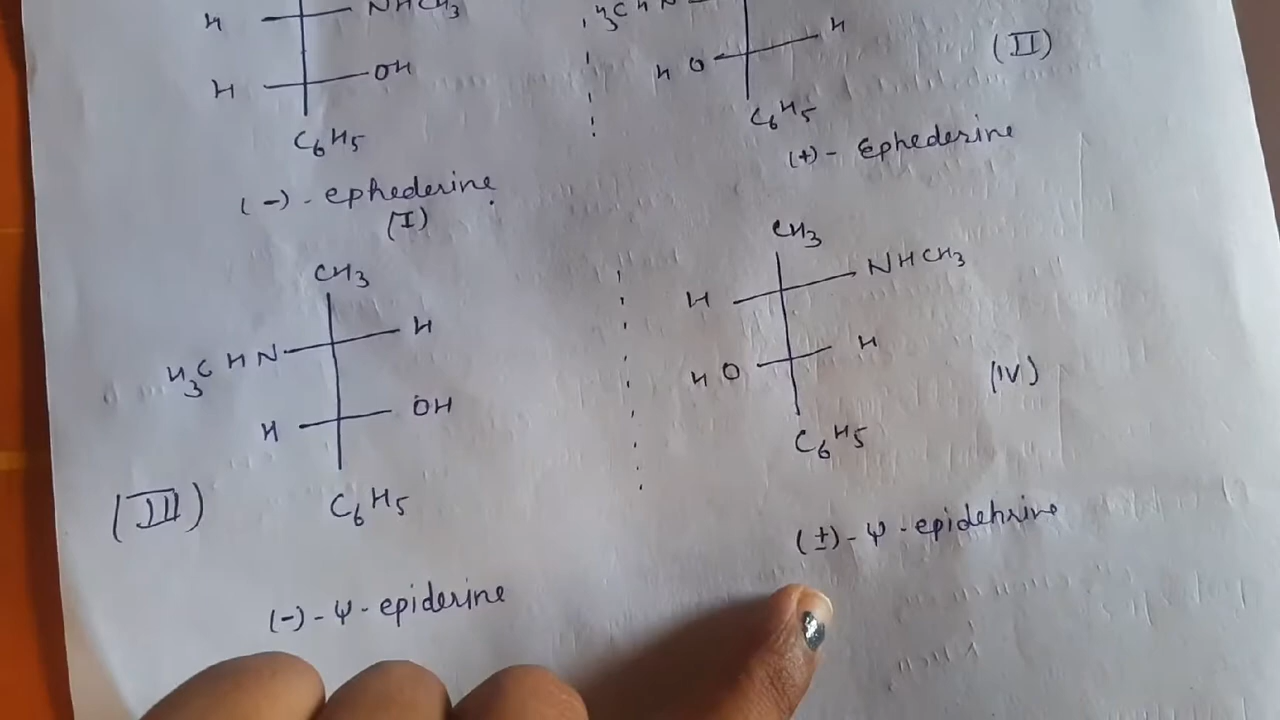 H NHCH3
H OH
C6H5
(-) - ephederine
(I)
H3CHN
HO H
C6H5
(II)
(+) - Ephederine
CH3
H3CHN H
H OH
C6H5
(III)
(-) - ψ - epiderine
CH3
H NHCH3
HO H
C6H5
(IV)
(±) - ψ - epidehrine